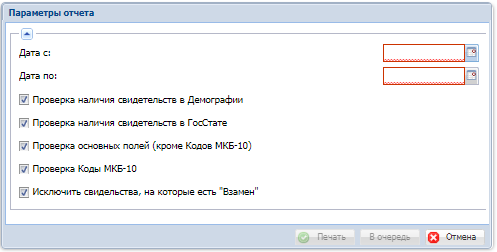 Параметры отчета
Дата с:
Дата по:
Проверка наличия свидетельств в Демографии
Проверка наличия свидетельств в ГосСтате
Проверка основных полей (кроме Кодов МКБ-10)
Проверка Коды МКБ-10
Исключить свидельства, на которые есть "Взамен"
Печать В очередь Отмена